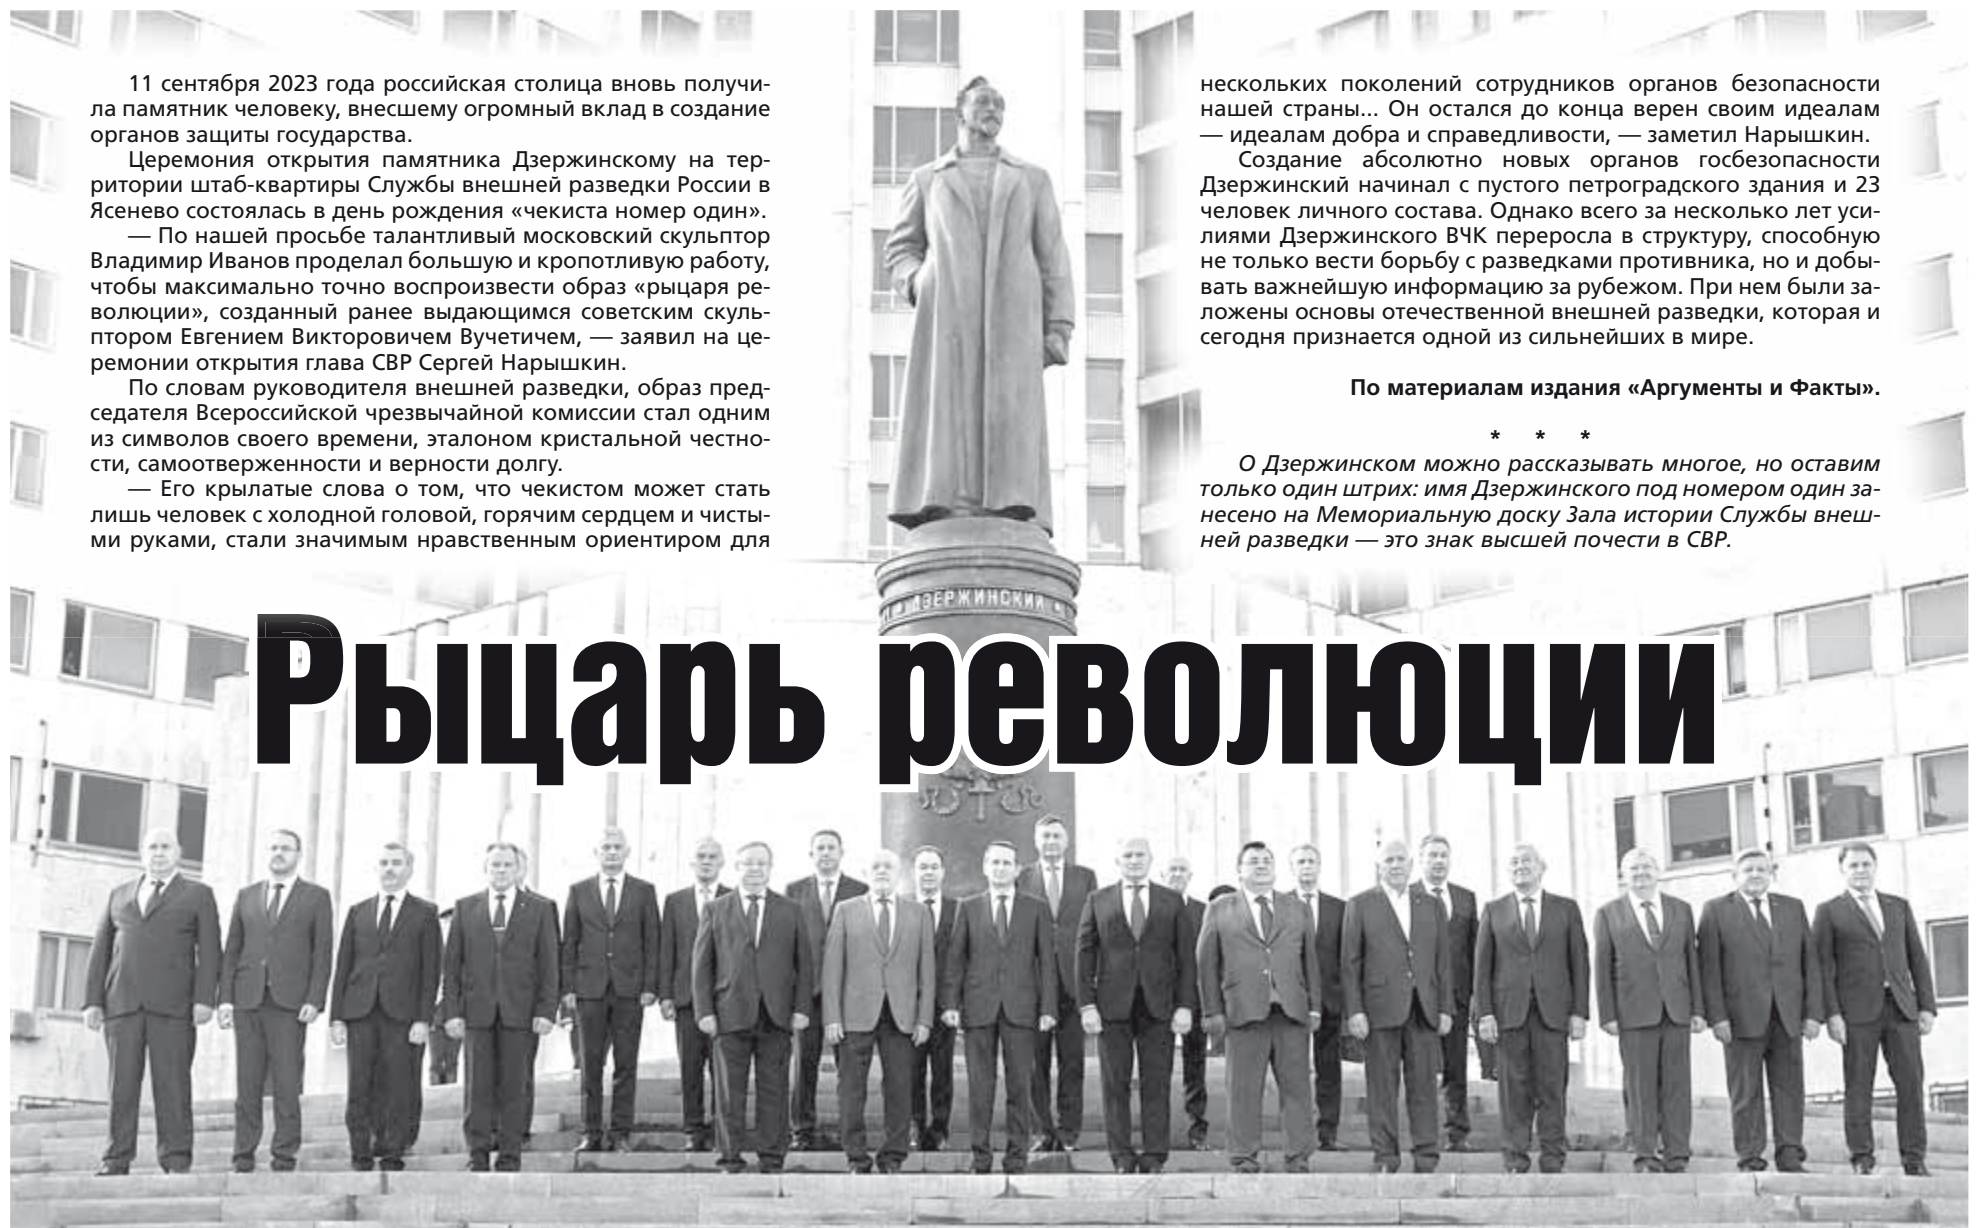 11 сентября 2023 года российская столица вновь получи-
ла памятник человеку, внесшему огромный вклад в создание
органов защиты государства.
Церемония открытия памятника Дзержинскому на тер-
ритории штаб-квартиры Службы внешней разведки России в
Ясенево состоялась в день рождения «чекиста номер один».
— По нашей просьбе талантливый московский скульптор
Владимир Иванов проделал большую и кропотливую работу,
чтобы максимально точно воспроизвести образ «рыцаря ре-
волюции», созданный ранее выдающимся советским скуль-
птором Евгением Викторовичем Вучетичем, — заявил на це-
ремонии открытия глава СВР Сергей Нарышкин.
По словам руководителя внешней разведки, образ пред-
седателя Всероссийской чрезвычайной комиссии стал одним
из символов своего времени, эталоном кристальной честно-
сти, самоотверженности и верности долгу.
— Его крылатые слова о том, что чекистом может стать
лишь человек с холодной головой, горячим сердцем и чисты-
ми руками, стали значимым нравственным ориентиром для
нескольких поколений сотрудников органов безопасности
нашей страны... Он остался до конца верен своим идеалам
— идеалам добра и справедливости, — заметил Нарышкин.
Создание абсолютно новых органов госбезопасности
Дзержинский начинал с пустого петроградского здания и 23
человек личного состава. Однако всего за несколько лет уси-
лиями Дзержинского ВЧК переросла в структуру, способную
не только вести борьбу с разведками противника, но и добы-
вать важнейшую информацию за рубежом. При нем были за-
ложены основы отечественной внешней разведки, которая и
сегодня признается одной из сильнейших в мире.
По материалам издания «Аргументы и Факты».
* * *
О Дзержинском можно рассказывать многое, но оставим
только один штрих: имя Дзержинского под номером один за-
несено на Мемориальную доску Зала истории Службы внеш-
ней разведки — это знак высшей почести в СВР.
ДЗЕРЖИНСКИЙ
Рыцарь революции